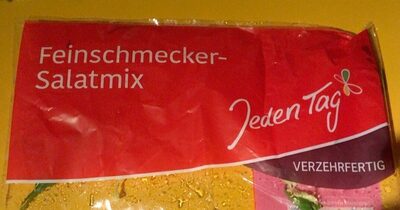 Feinschmecker-
Salatmix
Jeden Tag
VERZEHRFERTIG